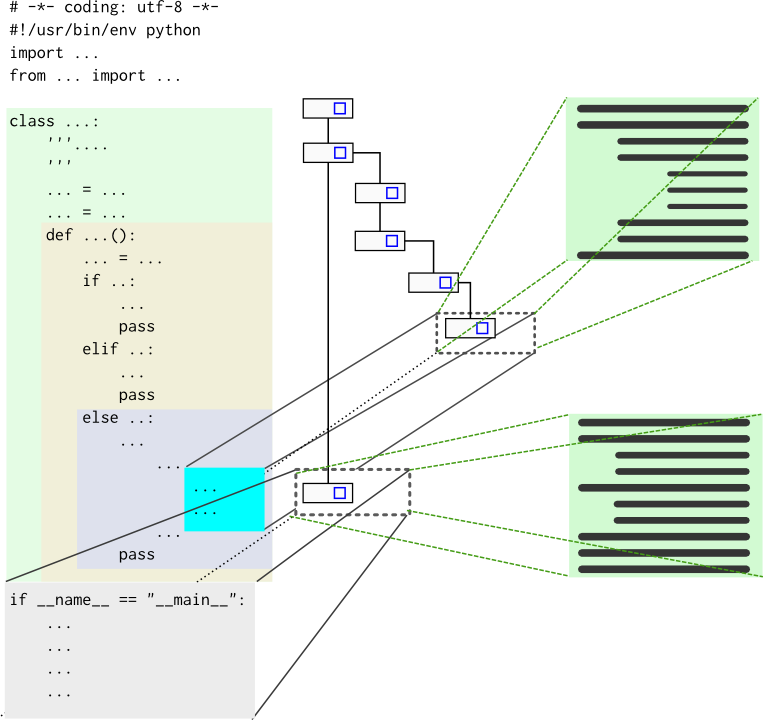 # -*- coding: utf-8 -*-
#!/usr/bin/env python
import ...
from ... import ...
class ...:
    '''....
    '''
    ... = ...
    ... = ...
    def ...():
        ... = ...
        if ..:
            ...
            pass
        elif ..:
            ...
            pass
        else ..:
            ...
                ...
                    ...
                    ...
                ...
            pass
if __name__ == "__main__":
    ...
    ...
    ...
    ...